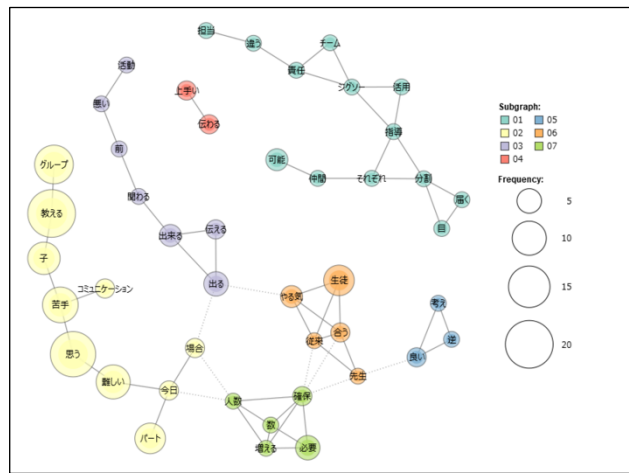 担当
違う
チーム
責任
ジグソー
活用
活動
悪い
上手い
伝わる
指導
Subgraph:
01 05
02 06
03 07
04
前
可能
仲間
それぞれ
分割
グループ
Frequency:
関わる
届く
5
教える
目
出来る
伝える
10
子
コミュニケーション
出る
生徒
苦手
やる気
15
考え
従来
合う
逆
思う
場合
良い
20
難しい
今日
先生
人数
確保
数
パート
増える
必要